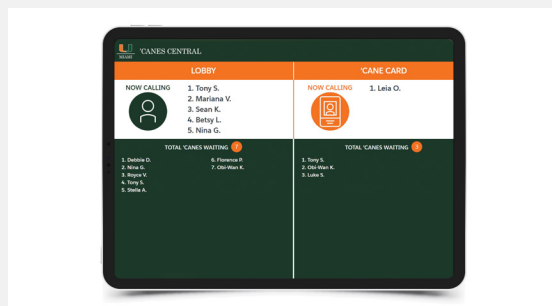 MIAMI
'CANES CENTRAL
LOBBY
NOW CALLING
1. Tony S.
2. Mariana V.
3. Sean K.
4. Betsy L.
5. Nina G.
TOTAL 'CANES WAITING 7
1. Debbie D.
2. Nina G.
3. Royce V.
4. Tony S.
5. Stella A.
6. Florence P.
7. Obi-Wan K.
'CANE CARD
NOW CALLING
1. Leia O.
TOTAL 'CANES WAITING 3
1. Tony S.
2. Obi-Wan K.
3. Luke S.